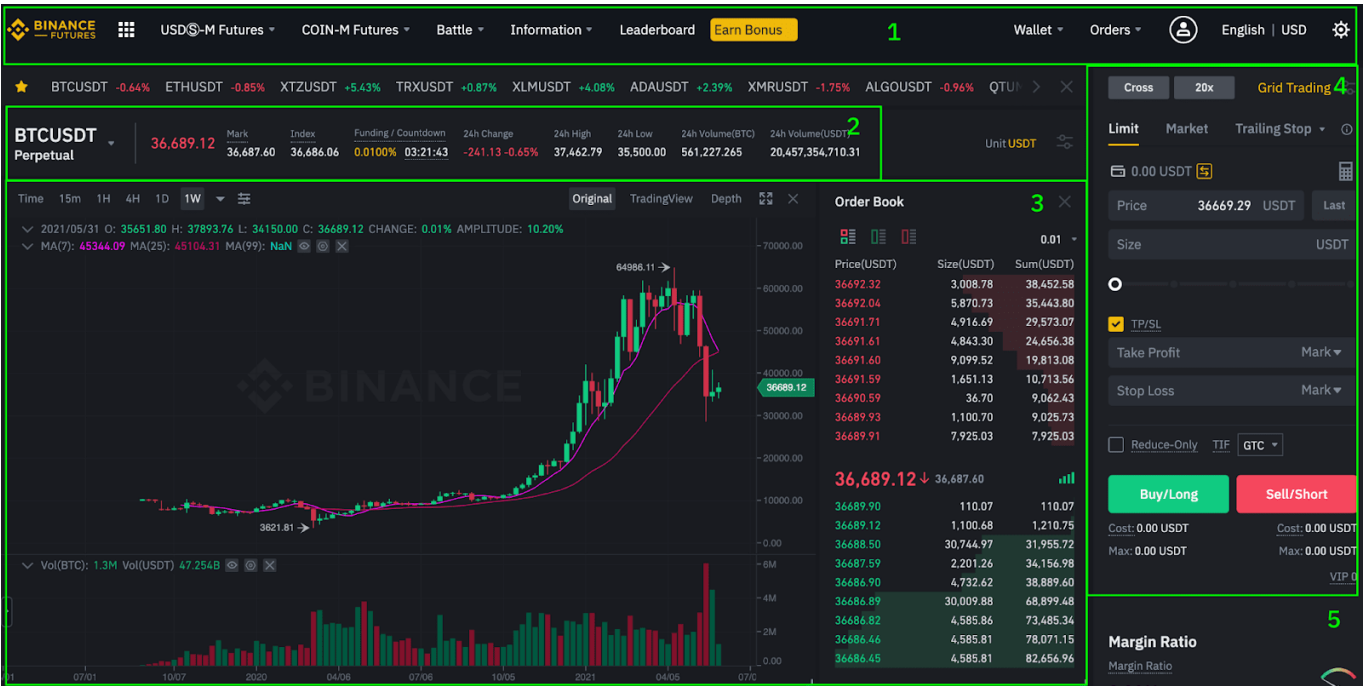 BINANCE FUTURES USDⓈ-M Futures COIN-M Futures Battle Information Leaderboard Earn Bonus 1 Wallet Orders English | USD
BTCUSDT -0.64% ETHUSDT -0.85% XTZUSDT +5.43% TRXUSDT +0.87% XLMUSDT +4.08% ADAUSDT +2.39% XMRUSDT -1.75% ALGOUSDT -0.96% QTUM
BTCUSDT
Perpetual
36,689.12
Mark Index Funding / Countdown 24h Change 24h High 24h Low 24h Volume(BTC) 24h Volume(USDT) 2
36,687.60 36,686.06 0.0100% 03:21:43 -241.13 -0.65% 37,462.79 35,500.00 561,227.265 20,457,354,710.31
Unit USDT
Time 15m 1H 4H 1D 1W Original TradingView Depth
2021/05/31 O: 35651.80 H: 37893.76 L: 34150.00 C: 36689.12 CHANGE: 0.01% AMPLITUDE: 10.20%
MA(7): 45344.09 MA(25): 45104.31 MA(99): NaN
70000.00
64986.11
60000.00
50000.00
40000.00
36689.12
BINANCE
30000.00
20000.00
10000.00
3621.81
0.00
Vol(BTC): 1.3M Vol(USDT) 47.254B
6M
4M
2M
0.00
/01 07/01 10/07 2020 04/06 07/06 10/05 2021 04/05 07/0
Order Book 3
0.01
Price(USDT) Size(USDT) Sum(USDT)
36692.32 3,008.78 38,452.58
36692.04 5,870.73 35,443.80
36691.71 4,916.69 29,573.07
36691.61 4,843.30 24,656.38
36691.60 9,099.52 19,813.08
36691.59 1,651.13 10,713.56
36690.59 36.70 9,062.43
36689.93 1,100.70 9,025.73
36689.91 7,925.03 7,925.03
36,689.12 36,687.60
36689.90 110.07 110.07
36689.12 1,100.68 1,210.75
36688.50 30,744.97 31,955.72
36687.59 2,201.26 34,156.98
36686.90 4,732.62 38,889.60
36686.89 30,009.88 68,899.48
36686.82 4,585.86 73,485.34
36686.46 4,585.81 78,071.15
36686.45 4,585.81 82,656.96
Cross 20x Grid Trading 4
Limit Market Trailing Stop
0.00 USDT
Price 36669.29 USDT Last
Size USDT
TP/SL
Take Profit Mark
Stop Loss Mark
Reduce-Only TIF GTC
Buy/Long Sell/Short
Cost: 0.00 USDT Cost: 0.00 USDT
Max: 0.00 USDT Max: 0.00 USDT
VIP 0
5
Margin Ratio
Margin Ratio